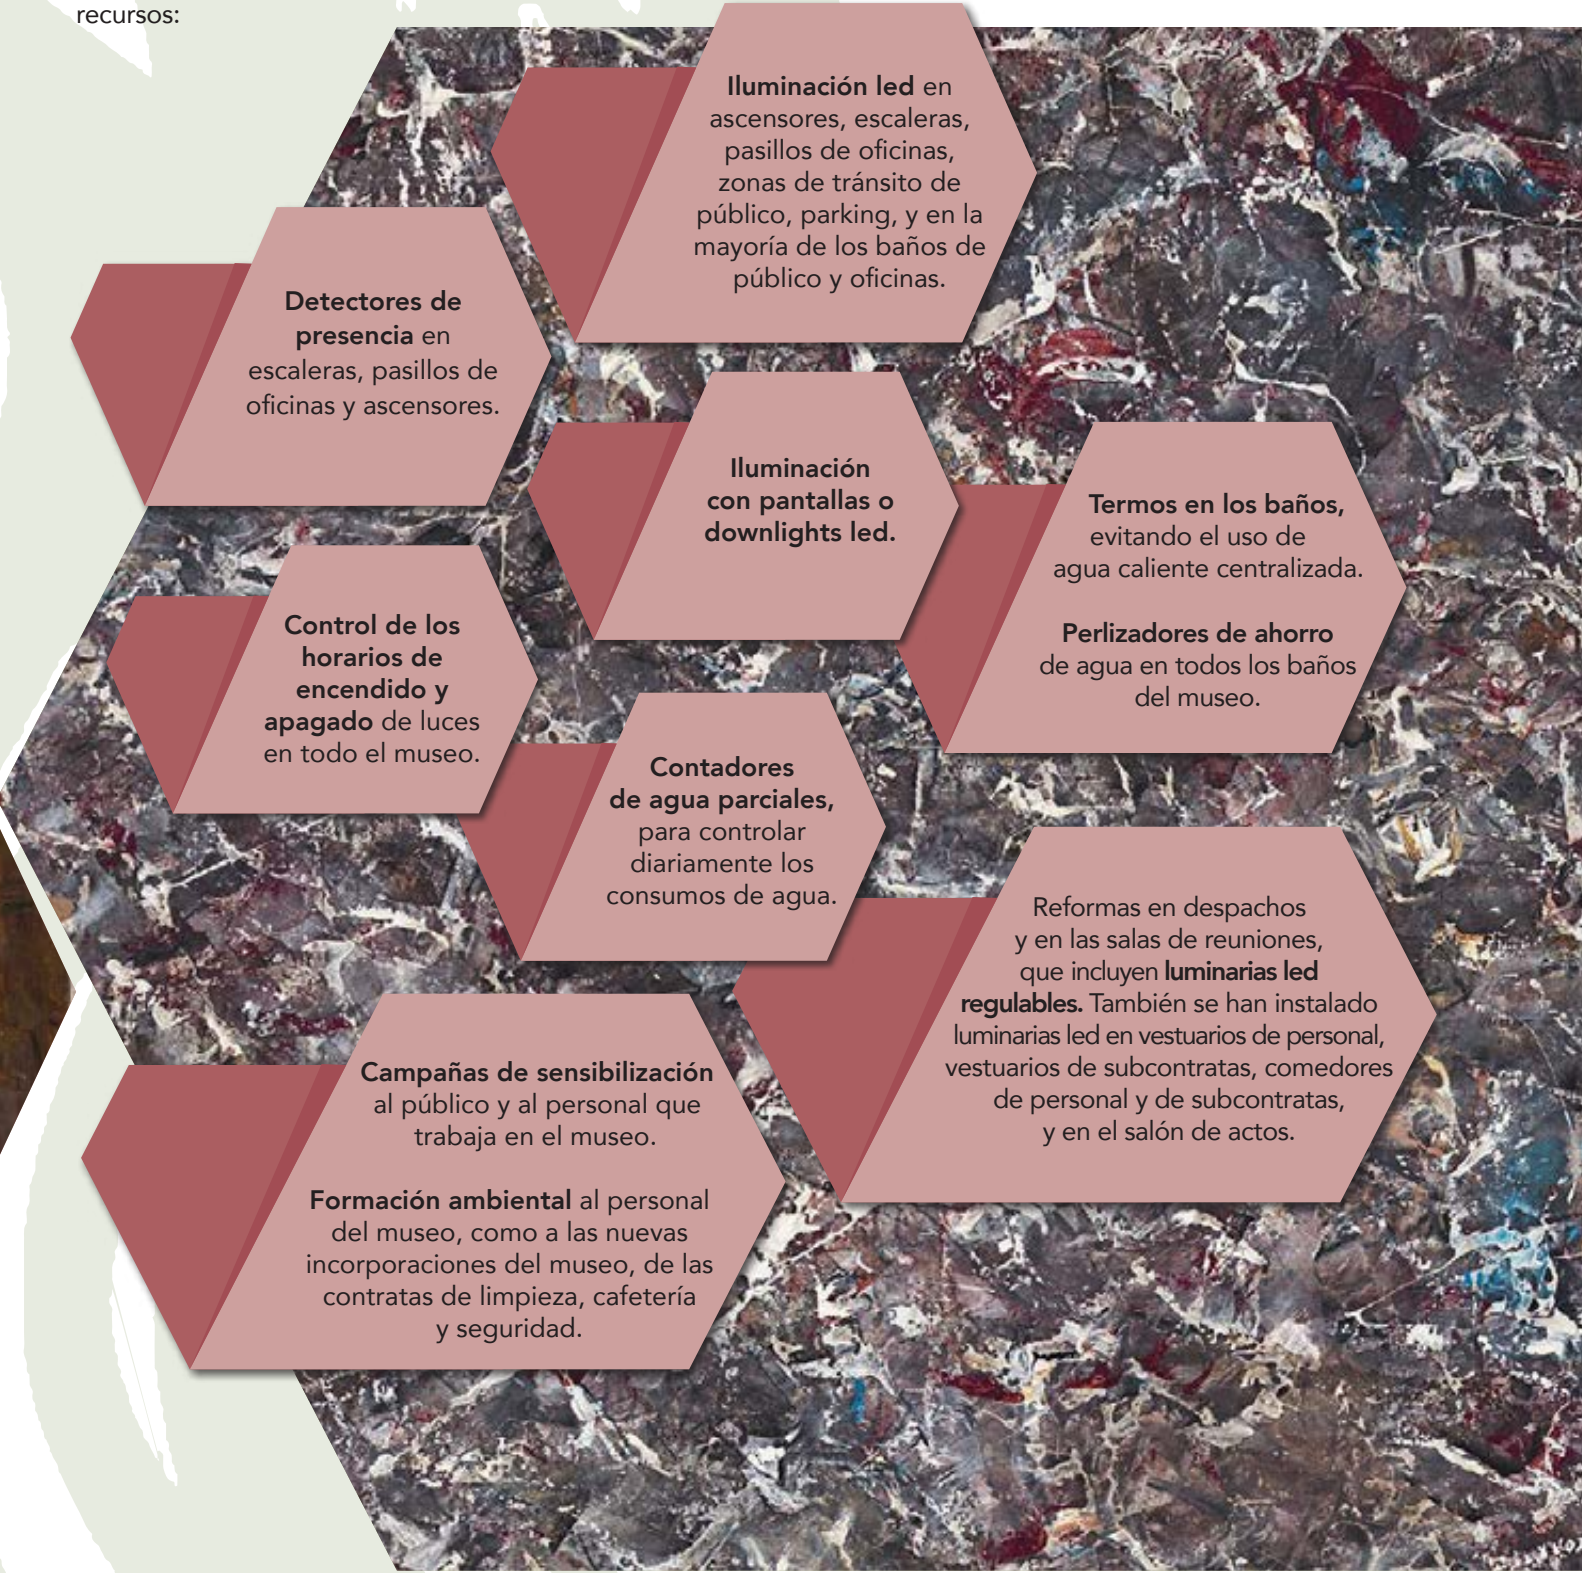 recursos:
Iluminación led en
ascensores, escaleras,
pasillos de oficinas,
zonas de tránsito de
público, parking, y en la
mayoría de los baños de
público y oficinas.
Detectores de
presencia en
escaleras, pasillos de
oficinas y ascensores.
Iluminación
con pantallas o
downlights led.
Termos en los baños,
evitando el uso de
agua caliente centralizada.
Perlizadores de ahorro
de agua en todos los baños
del museo.
Control de los
horarios de
encendido y
apagado de luces
en todo el museo.
Contadores
de agua parciales,
para controlar
diariamente los
consumos de agua.
Reformas en despachos
y en las salas de reuniones,
que incluyen luminarias led
regulables. También se han instalado
luminarias led en vestuarios de personal,
vestuarios de subcontratas, comedores
de personal y de subcontratas,
y en el salón de actos.
Campañas de sensibilización
al público y al personal que
trabaja en el museo.
Formación ambiental al personal
del museo, como a las nuevas
incorporaciones del museo, de las
contratas de limpieza, cafetería
y seguridad.